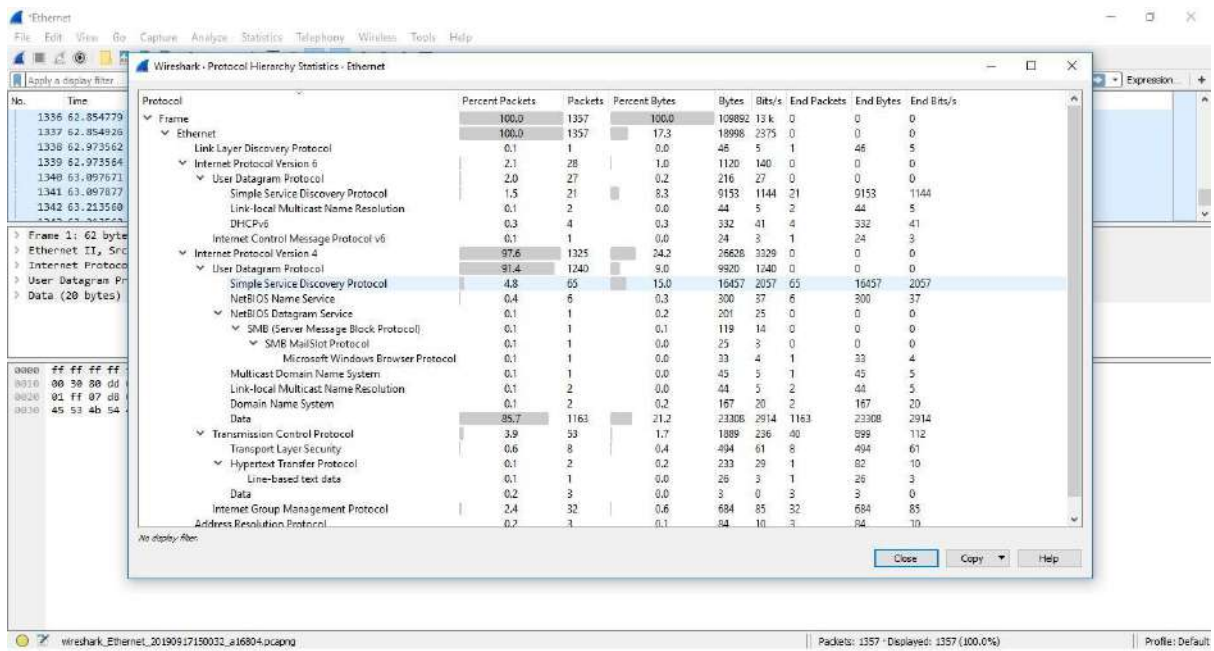 *Ethernet
File Edit View Go Capture Analyze Statistics Telephony Wireless Tools Help
Wireshark · Protocol Hierarchy Statistics · Ethernet
Apply a display filter
Expression...
No. Time
1336 62.854779
1337 62.854926
1338 62.973562
1339 62.973564
1340 63.097671
1341 63.097877
1342 63.213560
Frame 1: 62 byte
Ethernet II, Src
Internet Protoco
User Datagram Pr
Data (20 bytes)
0000 ff ff ff ff
0010 00 30 80 dd
0020 01 ff 07 d8
0030 45 53 4b 54
Protocol Percent Packets Packets Percent Bytes Bytes Bits/s End Packets End Bytes End Bits/s
Frame 100.0 1357 100.0 109892 13 k 0 0 0
Ethernet 100.0 1357 17.3 18998 2375 0 0 0
Link Layer Discovery Protocol 0.1 1 0.0 46 5 1 46 5
Internet Protocol Version 6 2.1 28 1.0 1120 140 0 0 0
User Datagram Protocol 2.0 27 0.2 216 27 0 0 0
Simple Service Discovery Protocol 1.5 21 8.3 9153 1144 21 9153 1144
Link-local Multicast Name Resolution 0.1 2 0.0 44 5 2 44 5
DHCPv6 0.3 4 0.3 332 41 4 332 41
Internet Control Message Protocol v6 0.1 1 0.0 24 3 1 24 3
Internet Protocol Version 4 97.6 1325 24.2 26628 3329 0 0 0
User Datagram Protocol 91.4 1240 9.0 9920 1240 0 0 0
Simple Service Discovery Protocol 4.8 65 15.0 16457 2057 65 16457 2057
NetBIOS Name Service 0.4 6 0.3 300 37 6 300 37
NetBIOS Datagram Service 0.1 1 0.2 201 25 0 0 0
SMB (Server Message Block Protocol) 0.1 1 0.1 119 14 0 0 0
SMB MailSlot Protocol 0.1 1 0.0 25 3 0 0 0
Microsoft Windows Browser Protocol 0.1 1 0.0 33 4 1 33 4
Multicast Domain Name System 0.1 1 0.0 45 5 1 45 5
Link-local Multicast Name Resolution 0.1 2 0.0 44 5 2 44 5
Domain Name System 0.1 2 0.2 167 20 2 167 20
Data 85.7 1163 21.2 23308 2914 1163 23308 2914
Transmission Control Protocol 3.9 53 1.7 1889 236 40 899 112
Transport Layer Security 0.6 8 0.4 494 61 8 494 61
Hypertext Transfer Protocol 0.1 2 0.2 233 29 1 82 10
Line-based text data 0.1 1 0.0 26 3 1 26 3
Data 0.2 3 0.0 3 0 3 3 0
Internet Group Management Protocol 2.4 32 0.6 684 85 32 684 85
Address Resolution Protocol 0.2 3 0.1 84 10 3 84 10
No display filter.
Close Copy Help
wireshark_Ethernet_20190917150032_a16804.pcapng
Packets: 1357 · Displayed: 1357 (100.0%)
Profile: Default